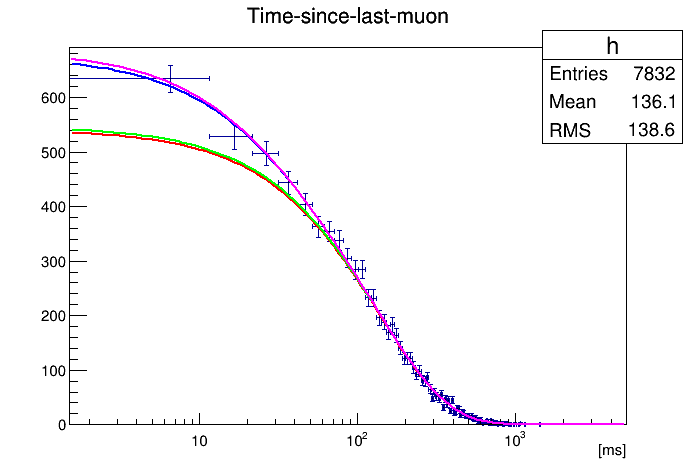 Time-since-last-muon
h
Entries 7832
Mean 136.1
RMS 138.6
600
500
400
300
200
100
0
10 10² 10³
[ms]